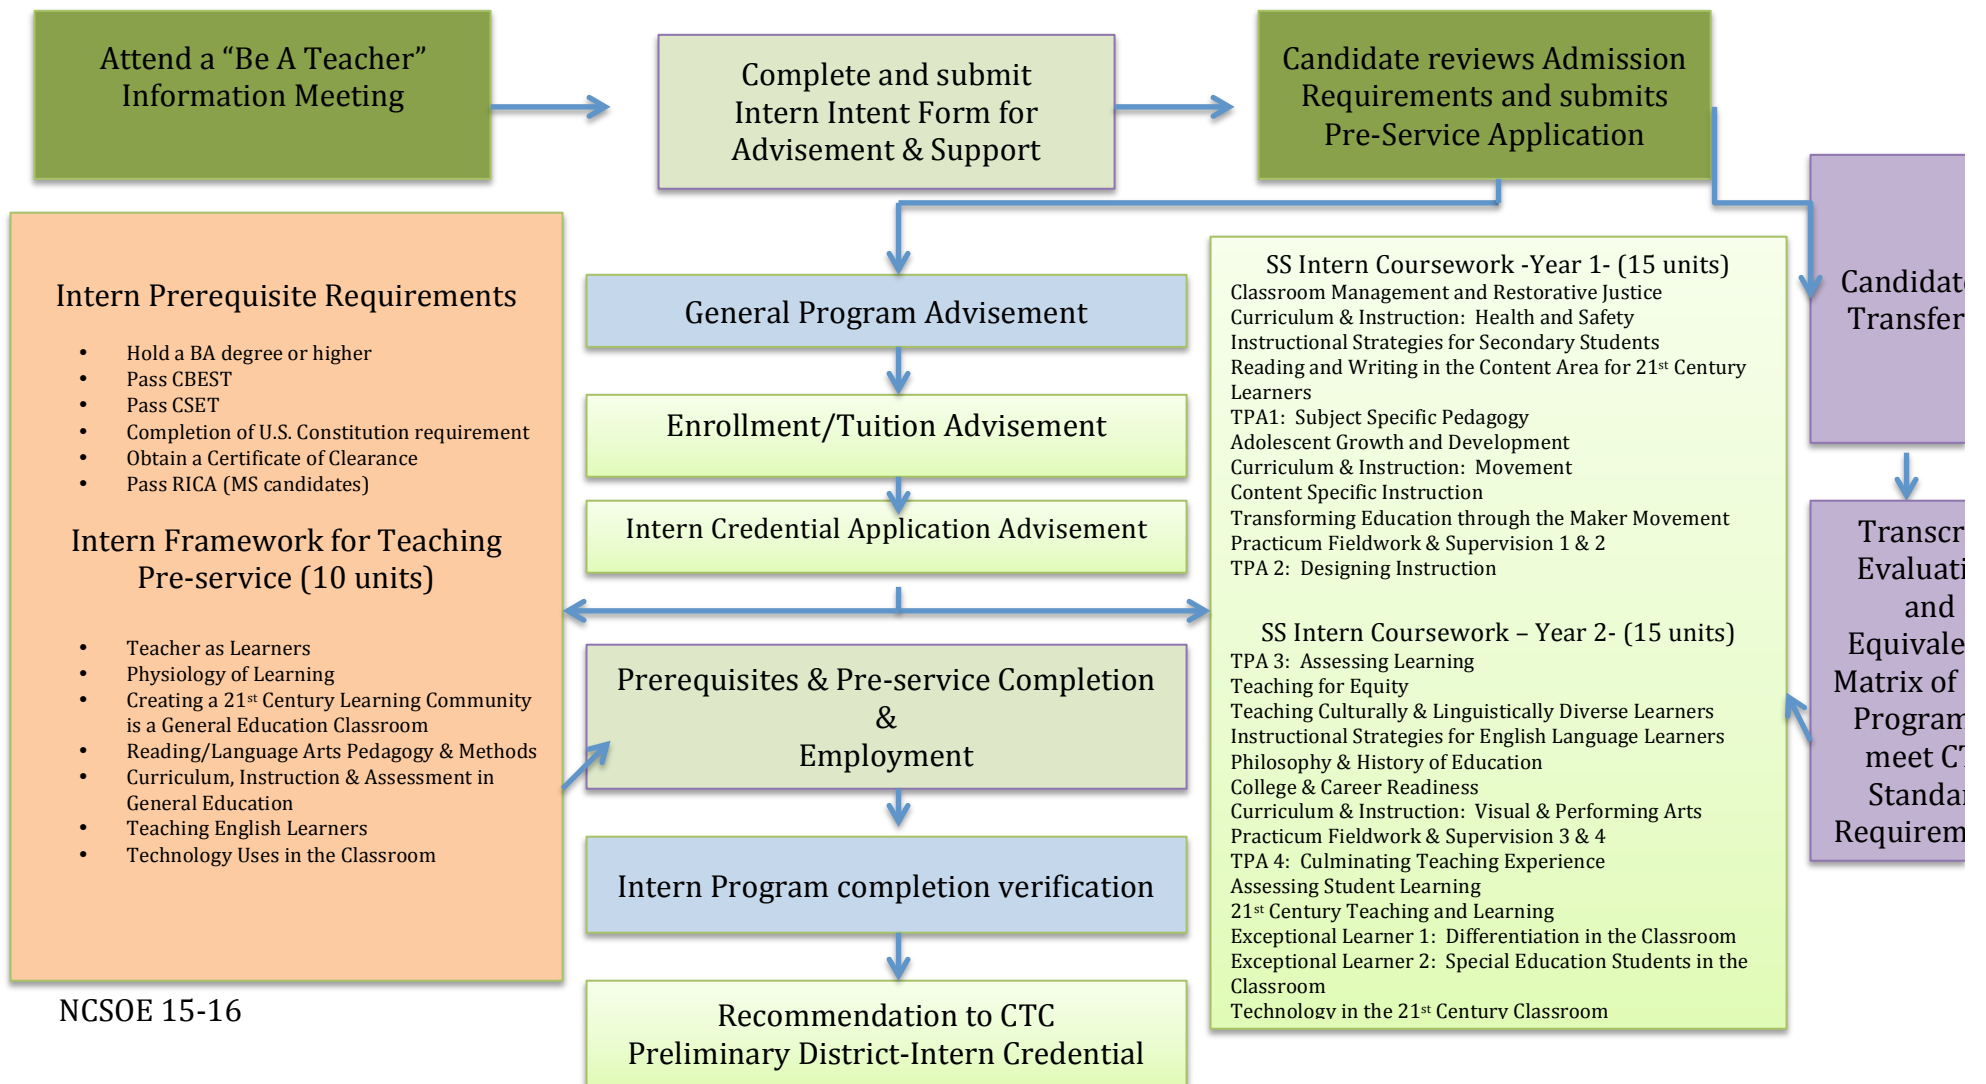 Attend a “Be A Teacher”
Information Meeting
Complete and submit
Intern Intent Form for
Advisement & Support
Candidate reviews Admission
Requirements and submits
Pre-Service Application
Intern Prerequisite Requirements
• Hold a BA degree or higher
• Pass CBEST
• Pass CSET
• Completion of U.S. Constitution requirement
• Obtain a Certificate of Clearance
• Pass RICA (MS candidates)
Intern Framework for Teaching
Pre-service (10 units)
• Teacher as Learners
• Physiology of Learning
• Creating a 21st Century Learning Community
is a General Education Classroom
• Reading/Language Arts Pedagogy & Methods
• Curriculum, Instruction & Assessment in
General Education
• Teaching English Learners
• Technology Uses in the Classroom
NCSOE 15-16
General Program Advisement
Enrollment/Tuition Advisement
Intern Credential Application Advisement
Prerequisites & Pre-service Completion
&
Employment
Intern Program completion verification
Recommendation to CTC
Preliminary District-Intern Credential
SS Intern Coursework -Year 1- (15 units)
Classroom Management and Restorative Justice
Curriculum & Instruction: Health and Safety
Instructional Strategies for Secondary Students
Reading and Writing in the Content Area for 21st Century
Learners
TPA1: Subject Specific Pedagogy
Adolescent Growth and Development
Curriculum & Instruction: Movement
Content Specific Instruction
Transforming Education through the Maker Movement
Practicum Fieldwork & Supervision 1 & 2
TPA 2: Designing Instruction
SS Intern Coursework – Year 2- (15 units)
TPA 3: Assessing Learning
Teaching for Equity
Teaching Culturally & Linguistically Diverse Learners
Instructional Strategies for English Language Learners
Philosophy & History of Education
College & Career Readiness
Curriculum & Instruction: Visual & Performing Arts
Practicum Fieldwork & Supervision 3 & 4
TPA 4: Culminating Teaching Experience
Assessing Student Learning
21st Century Teaching and Learning
Exceptional Learner 1: Differentiation in the Classroom
Exceptional Learner 2: Special Education Students in the
Classroom
Technology in the 21st Century Classroom
and
Matrix of
meet